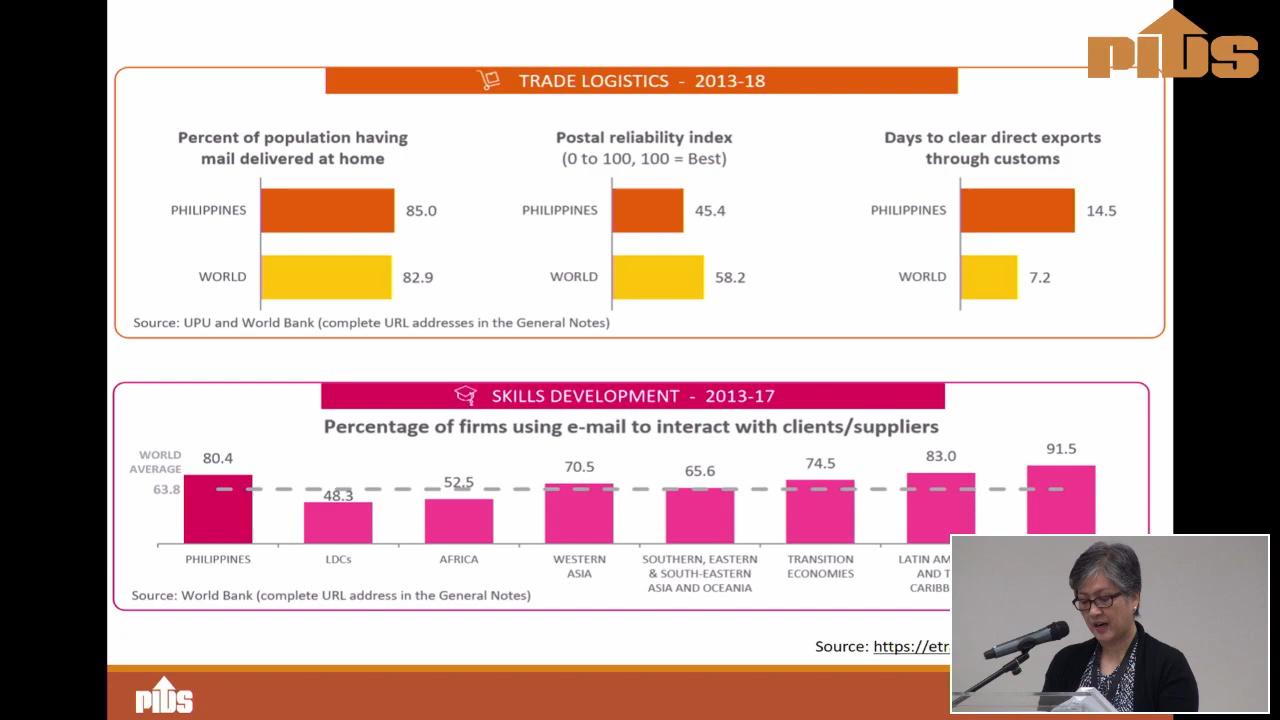 PIDS
TRADE LOGISTICS - 2013-18
Percent of population having
mail delivered at home
PHILIPPINES
85.0
WORLD
82.9
Postal reliability index
(0 to 100, 100 = Best)
PHILIPPINES
45.4
WORLD
58.2
Days to clear direct exports
through customs
PHILIPPINES
14.5
WORLD
7.2
Source: UPU and World Bank (complete URL addresses in the General Notes)
SKILLS DEVELOPMENT - 2013-17
Percentage of firms using e-mail to interact with clients/suppliers
WORLD
AVERAGE
63.8
80.4
48.3
52.5
70.5
65.6
74.5
83.0
91.5
PHILIPPINES
LDCs
AFRICA
WESTERN
ASIA
SOUTHERN, EASTERN
& SOUTH-EASTERN
ASIA AND OCEANIA
TRANSITION
ECONOMIES
LATIN AM
AND T
CARIBB
Source: World Bank (complete URL address in the General Notes)
Source: https://etr
PIDS